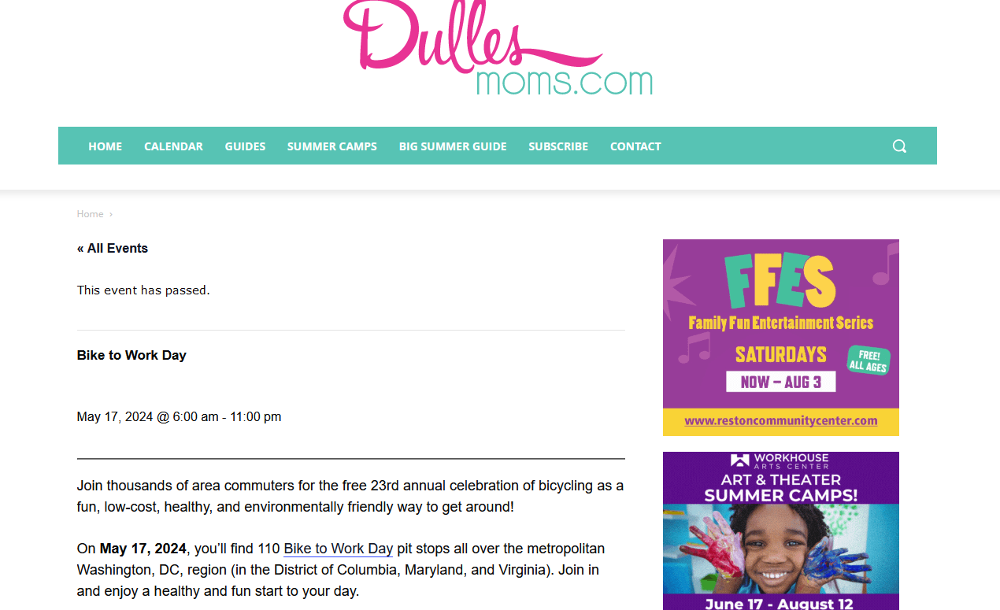 Dulles
moms.com
HOME CALENDAR GUIDES SUMMER CAMPS BIG SUMMER GUIDE SUBSCRIBE CONTACT
Home ›
« All Events
This event has passed.
Bike to Work Day
May 17, 2024 @ 6:00 am - 11:00 pm
Join thousands of area commuters for the free 23rd annual celebration of bicycling as a
fun, low-cost, healthy, and environmentally friendly way to get around!
On May 17, 2024, you’ll find 110 Bike to Work Day pit stops all over the metropolitan
Washington, DC, region (in the District of Columbia, Maryland, and Virginia). Join in
and enjoy a healthy and fun start to your day.
FFES
Family Fun Entertainment Series
SATURDAYS
FREE!
ALL AGES
NOW – AUG 3
www.restoncommunitycenter.com
WORKHOUSE
ARTS CENTER
ART & THEATER
SUMMER CAMPS!
June 17 - August 12